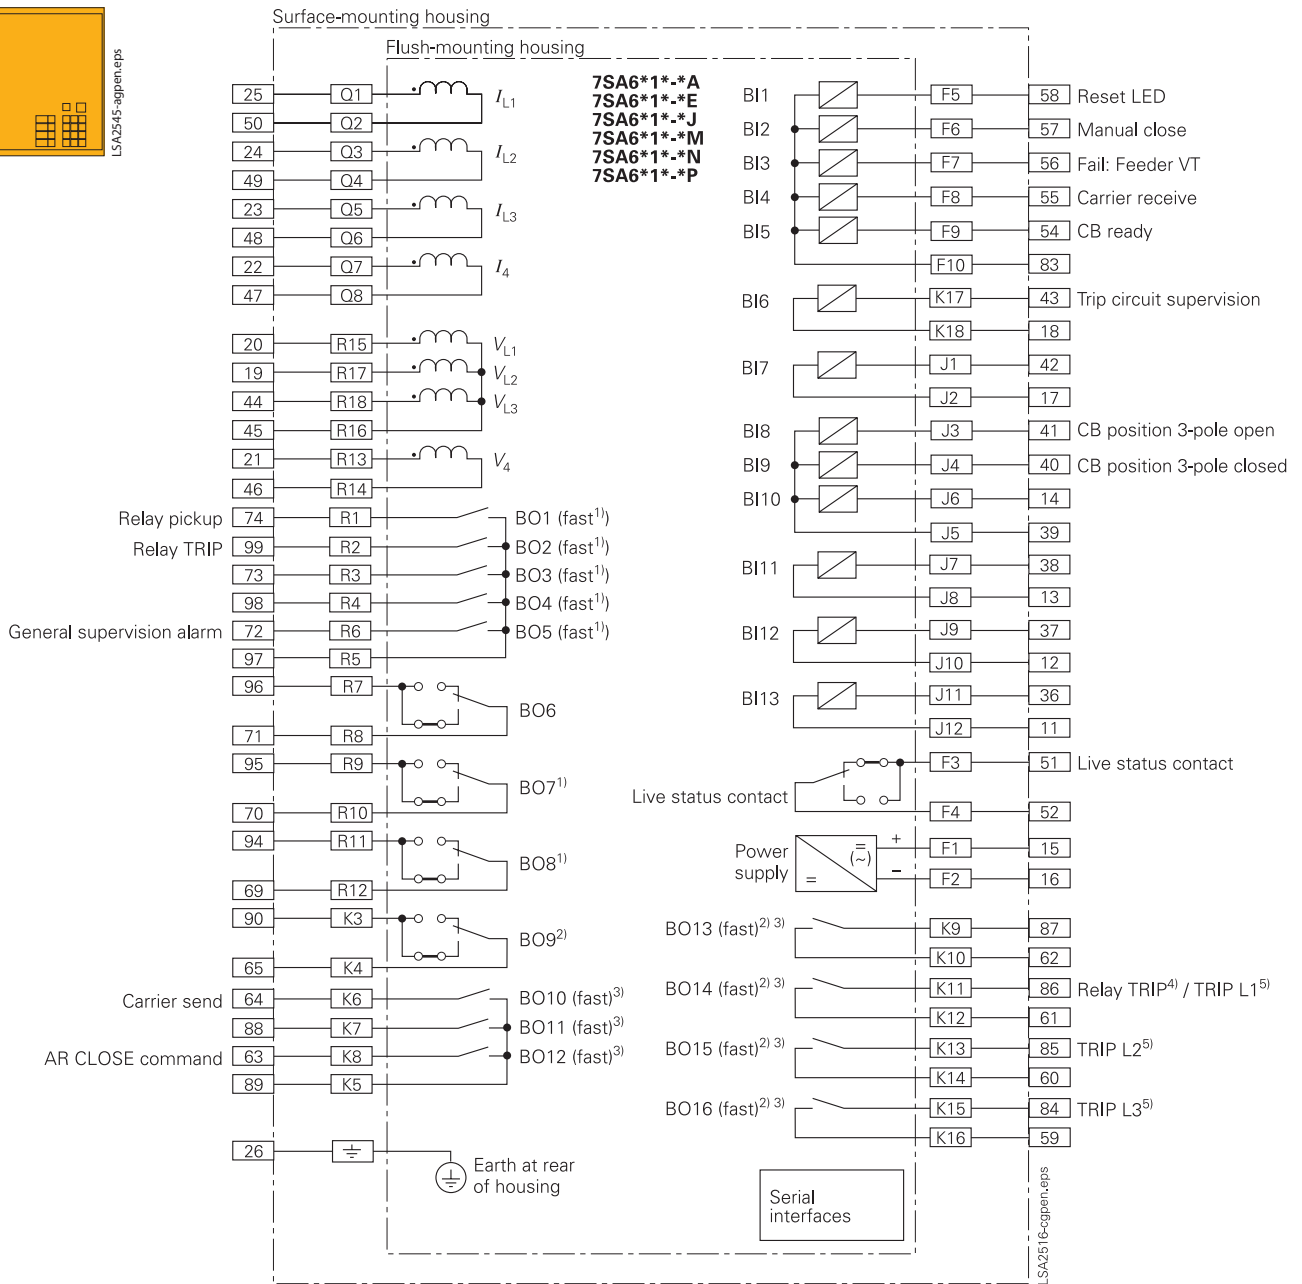 Surface-mounting housing
Flush-mounting housing
LSA2545-agpen.eps
7SA6*1*-*A
7SA6*1*-*E
7SA6*1*-*J
7SA6*1*-*M
7SA6*1*-*N
7SA6*1*-*P
25 Q1 IL1
50 Q2
24 Q3 IL2
49 Q4
23 Q5 IL3
48 Q6
22 Q7 I4
47 Q8
20 R15 VL1
19 R17 VL2
44 R18 VL3
45 R16
21 R13 V4
46 R14
Relay pickup 74 R1 BO1 (fast1))
Relay TRIP 99 R2 BO2 (fast1))
73 R3 BO3 (fast1))
98 R4 BO4 (fast1))
General supervision alarm 72 R6 BO5 (fast1))
97 R5
96 R7
BO6
71 R8
95 R9
BO71)
70 R10
94 R11
BO81)
69 R12
90 K3
BO92)
65 K4
Carrier send 64 K6 BO10 (fast)3)
88 K7 BO11 (fast)3)
AR CLOSE command 63 K8 BO12 (fast)3)
89 K5
26
Earth at rear
of housing
BI1 F5 58 Reset LED
BI2 F6 57 Manual close
BI3 F7 56 Fail: Feeder VT
BI4 F8 55 Carrier receive
BI5 F9 54 CB ready
F10 83
BI6 K17 43 Trip circuit supervision
K18 18
BI7 J1 42
J2 17
BI8 J3 41 CB position 3-pole open
BI9 J4 40 CB position 3-pole closed
BI10 J6 14
J5 39
BI11 J7 38
J8 13
BI12 J9 37
J10 12
BI13 J11 36
J12 11
F3 51 Live status contact
Live status contact
F4 52
Power
supply
= = (~)
+ F1 15
− F2 16
BO13 (fast)2) 3) K9 87
K10 62
BO14 (fast)2) 3) K11 86 Relay TRIP4) / TRIP L15)
K12 61
BO15 (fast)2) 3) K13 85 TRIP L25)
K14 60
BO16 (fast)2) 3) K15 84 TRIP L35)
K16 59
Serial
interfaces
LSA2516-cgpen.eps